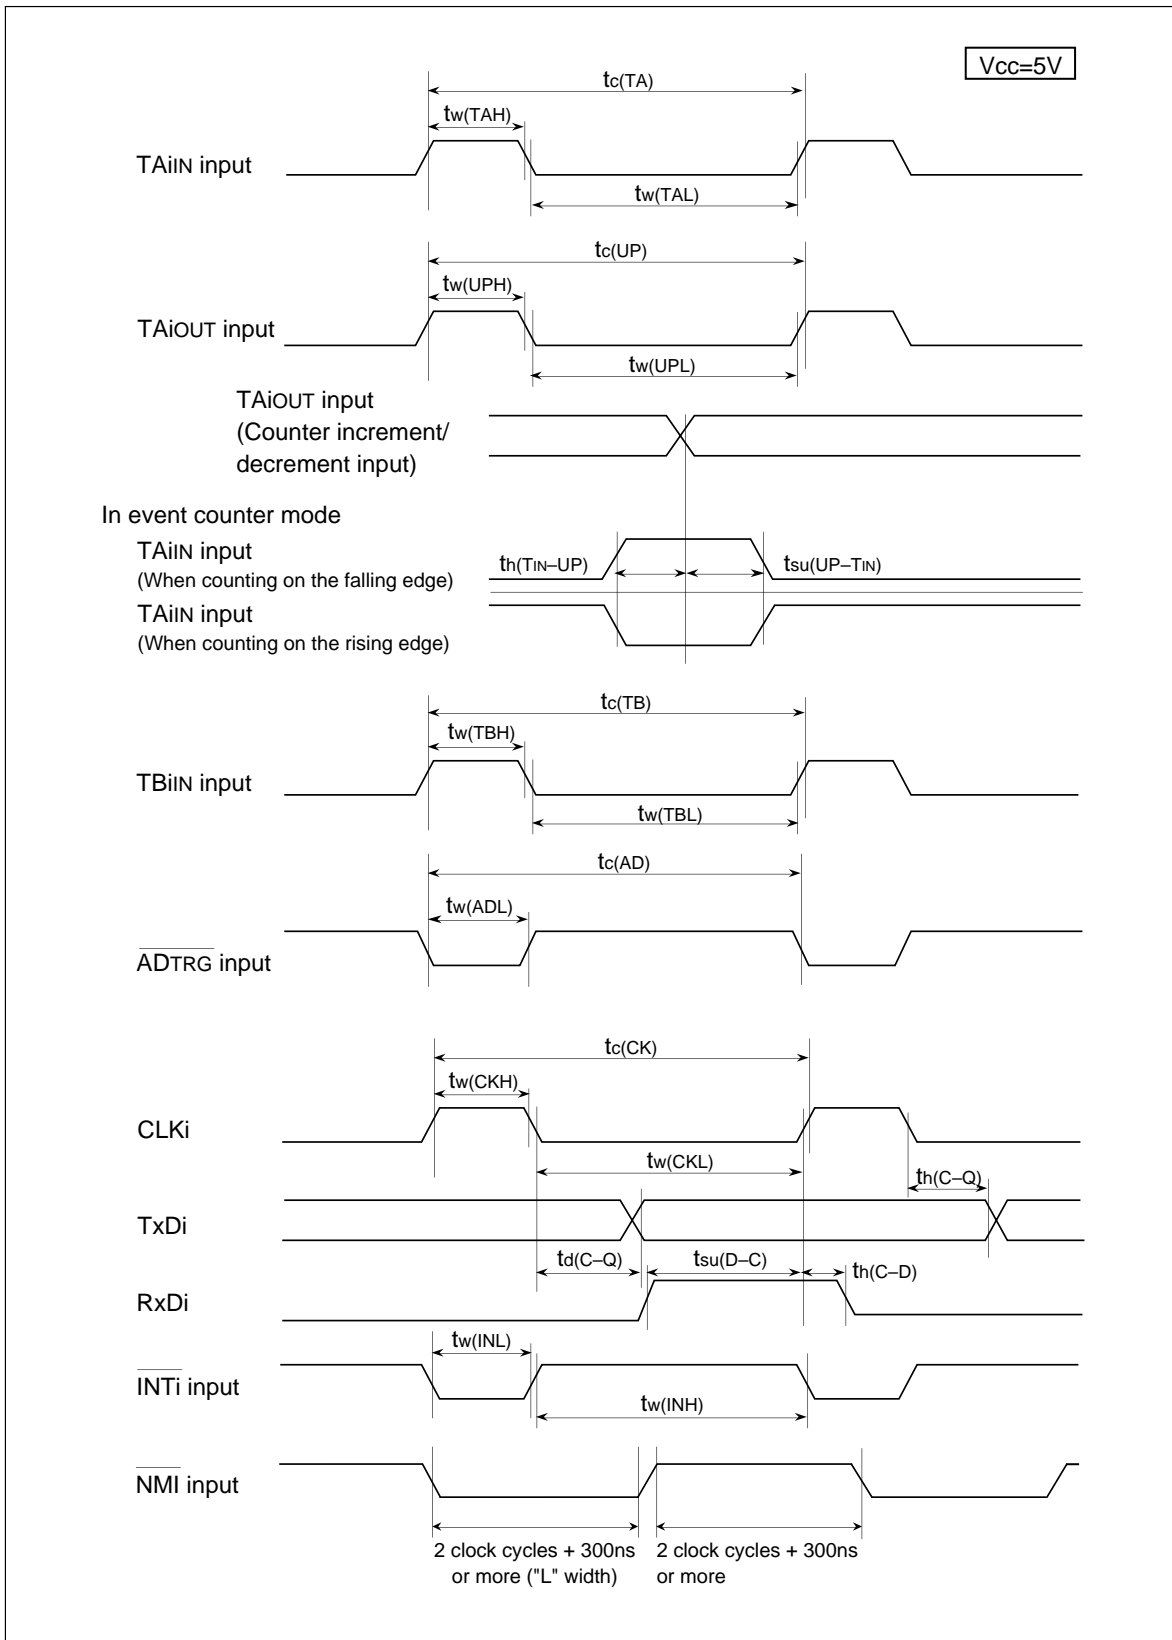 Vcc=5V
tc(TA)
tw(TAH)
TAiIN input
tw(TAL)
tc(UP)
tw(UPH)
TAiOUT input
tw(UPL)
TAiOUT input
(Counter increment/
decrement input)
In event counter mode
TAiIN input
(When counting on the falling edge)
th(TIN–UP)
tsu(UP–TIN)
TAiIN input
(When counting on the rising edge)
tc(TB)
tw(TBH)
TBiIN input
tw(TBL)
tc(AD)
tw(ADL)
ADTRG input
tc(CK)
tw(CKH)
CLKi
tw(CKL)
th(C–Q)
TxDi
td(C–Q)
tsu(D–C)
th(C–D)
RxDi
tw(INL)
INTi input
tw(INH)
NMI input
2 clock cycles + 300ns
or more ("L" width)
2 clock cycles + 300ns
or more